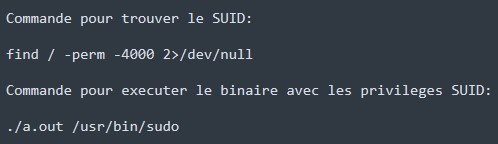 Commande pour trouver le SUID:
find / -perm -4000 2>/dev/null
Commande pour executer le binaire avec les privileges SUID:
./a.out /usr/bin/sudo